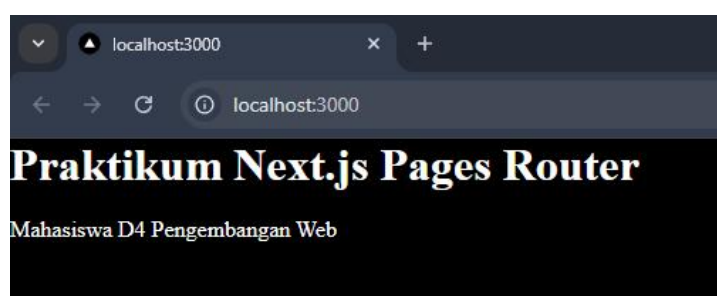 localhost:3000
localhost:3000
Praktikum Next.js Pages Router
Mahasiswa D4 Pengembangan Web